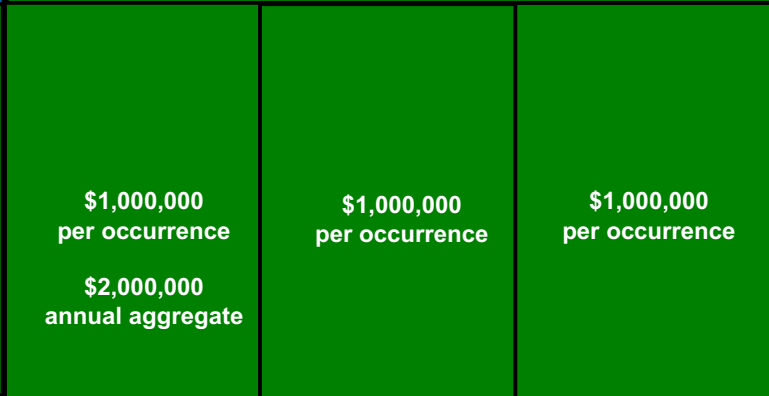 $1,000,000
per occurrence
$2,000,000
annual aggregate
$1,000,000
per occurrence
$1,000,000
per occurrence